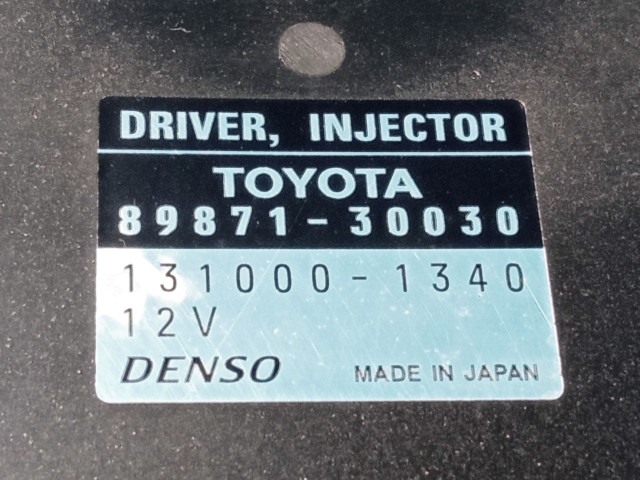 DRIVER, INJECTOR
TOYOTA
89871-30030
131000-1340
12V
DENSO
MADE IN JAPAN